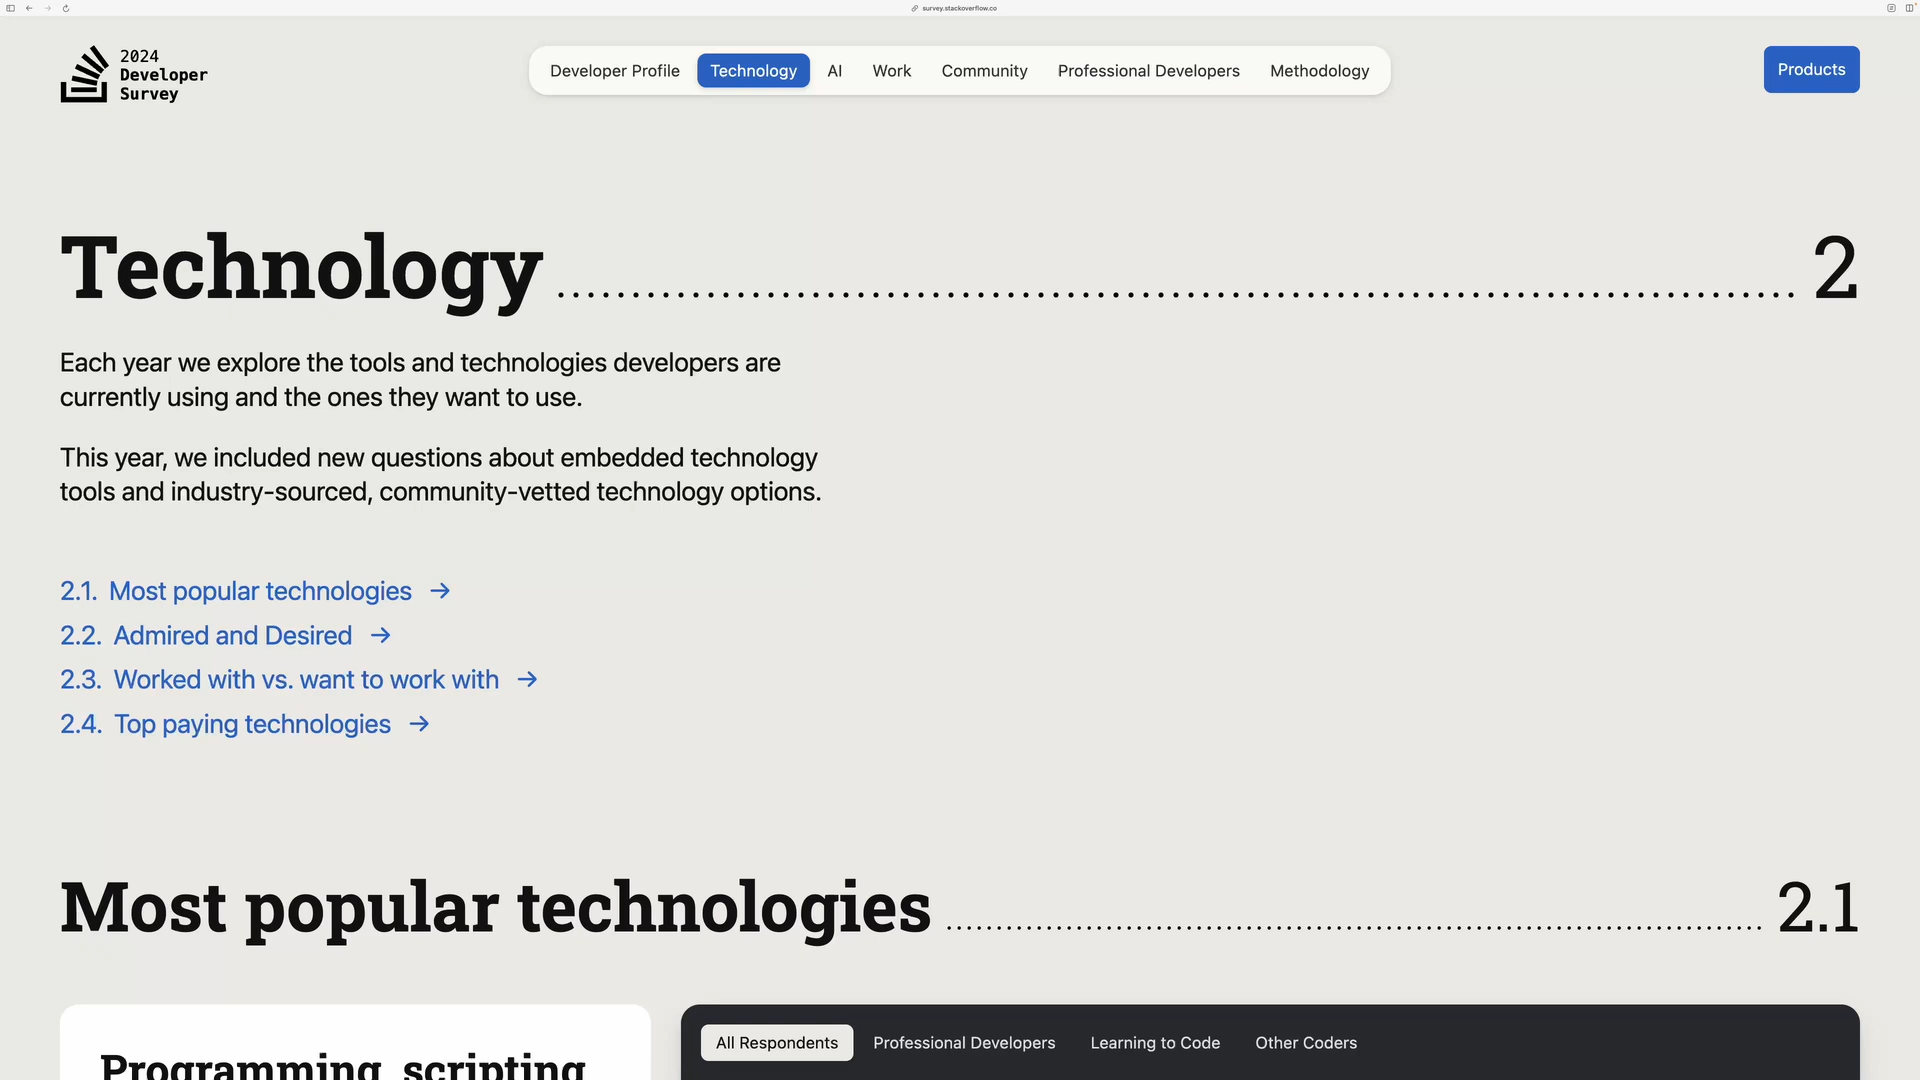 survey.stackoverflow.co
2024
Developer
Survey
Developer Profile
Technology
AI
Work
Community
Professional Developers
Methodology
Products
Technology
2
Each year we explore the tools and technologies developers are
currently using and the ones they want to use.
This year, we included new questions about embedded technology
tools and industry-sourced, community-vetted technology options.
2.1. Most popular technologies →
2.2. Admired and Desired →
2.3. Worked with vs. want to work with →
2.4. Top paying technologies →
Most popular technologies
2.1
Programming, scripting
All Respondents
Professional Developers
Learning to Code
Other Coders